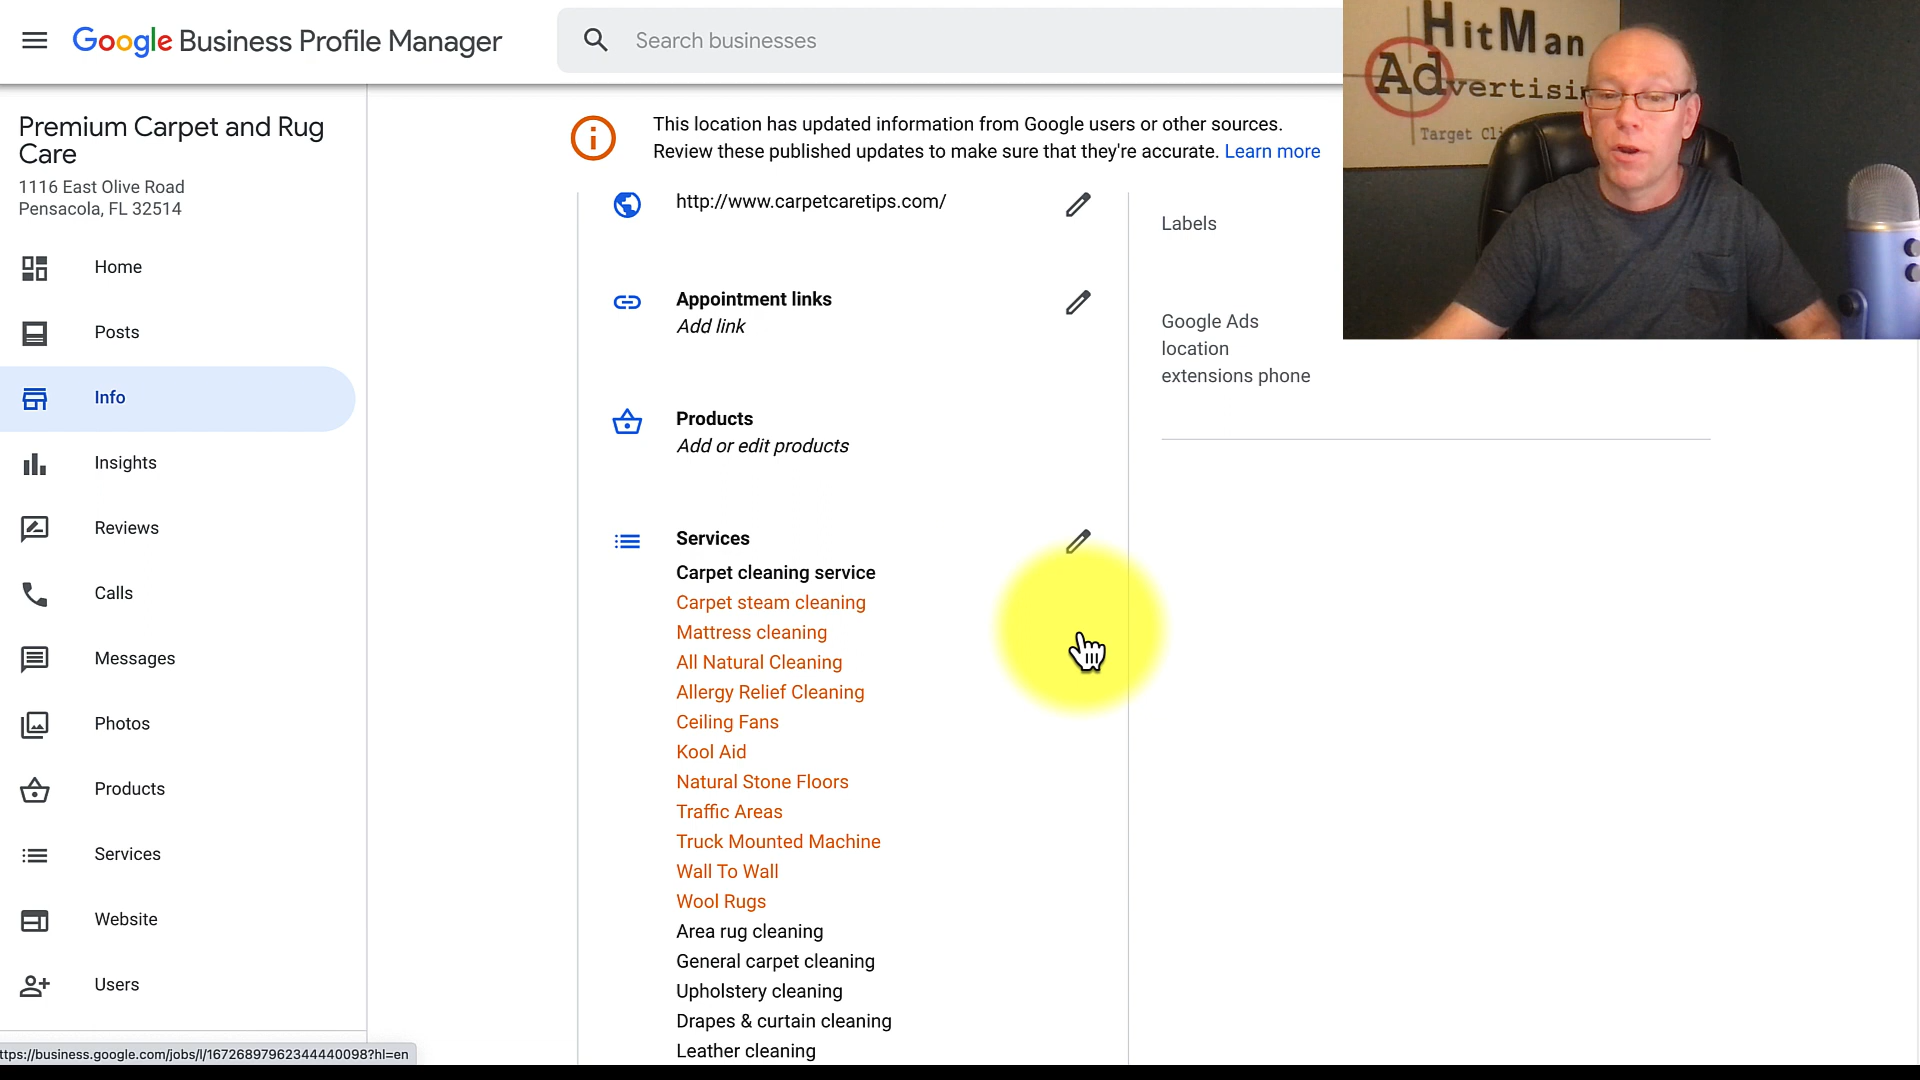 Google Business Profile Manager
Search businesses
HitMan
Advertisin
Target Cl
Premium Carpet and Rug
Care
1116 East Olive Road
Pensacola, FL 32514
Home
Posts
Info
Insights
Reviews
Calls
Messages
Photos
Products
Services
Website
Users
ttps://business.google.com/jobs/l/16726897962344440098?hl=en
This location has updated information from Google users or other sources.
Review these published updates to make sure that they're accurate. Learn more
http://www.carpetcaretips.com/
Appointment links
Add link
Products
Add or edit products
Services
Carpet cleaning service
Carpet steam cleaning
Mattress cleaning
All Natural Cleaning
Allergy Relief Cleaning
Ceiling Fans
Kool Aid
Natural Stone Floors
Traffic Areas
Truck Mounted Machine
Wall To Wall
Wool Rugs
Area rug cleaning
General carpet cleaning
Upholstery cleaning
Drapes & curtain cleaning
Leather cleaning
Labels
Google Ads
location
extensions phone